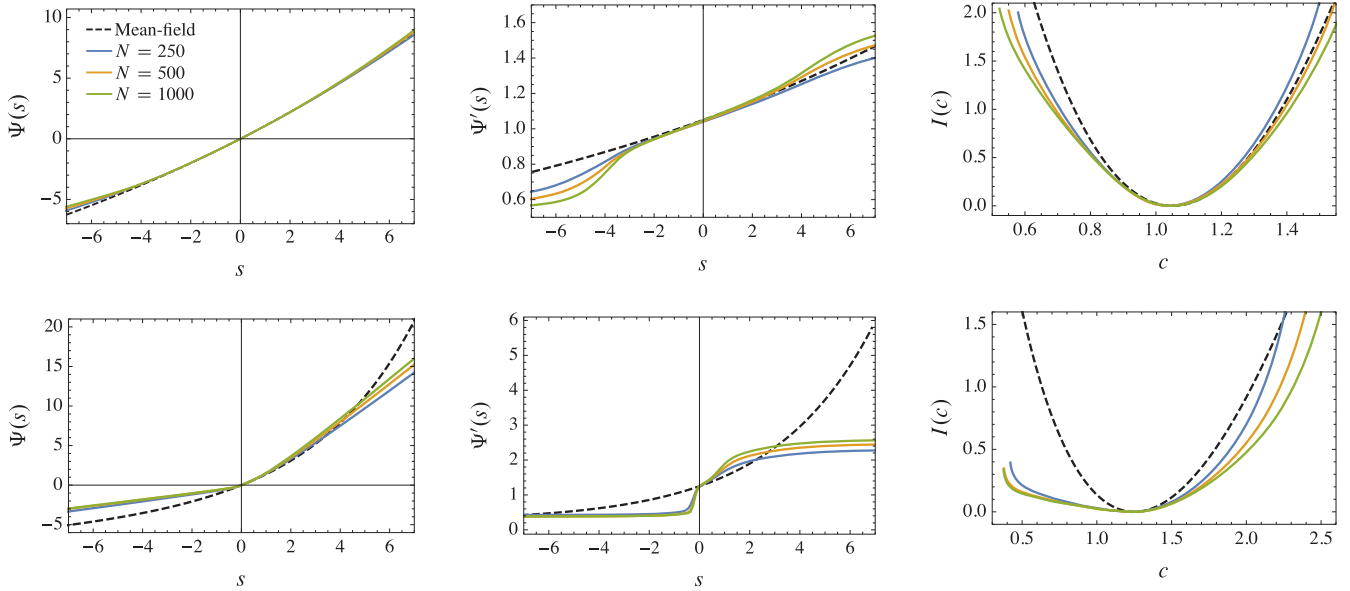 10
5
0
−5
−6 −4 −2 0 2 4 6
Ψ(s)
s
Mean-field
N = 250
N = 500
N = 1000
1.6
1.4
1.2
1.0
0.8
0.6
−6 −4 −2 0 2 4 6
Ψ′(s)
s
2.0
1.5
1.0
0.5
0.0
0.6 0.8 1.0 1.2 1.4
I(c)
c
20
15
10
5
0
−5
−6 −4 −2 0 2 4 6
Ψ(s)
s
6
5
4
3
2
1
0
−6 −4 −2 0 2 4 6
Ψ′(s)
s
1.5
1.0
0.5
0.0
0.5 1.0 1.5 2.0 2.5
I(c)
c